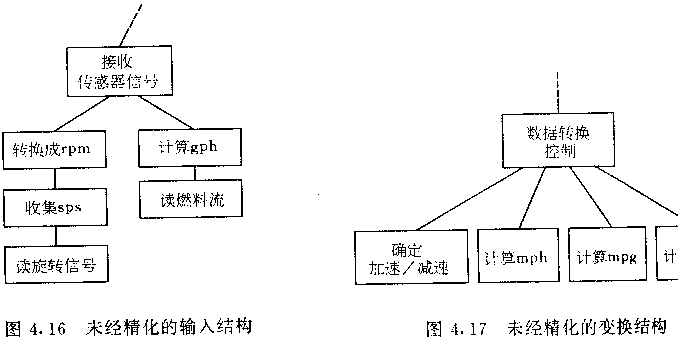 接收
传感器信号
转换成rpm
计算gph
收集sps
读燃料流
读旋转信号
图 4.16 未经精化的输入结构
数据转换
控制
确定
加速/减速
计算mph
计算mpg
计
图 4.17 未经精化的变换结构